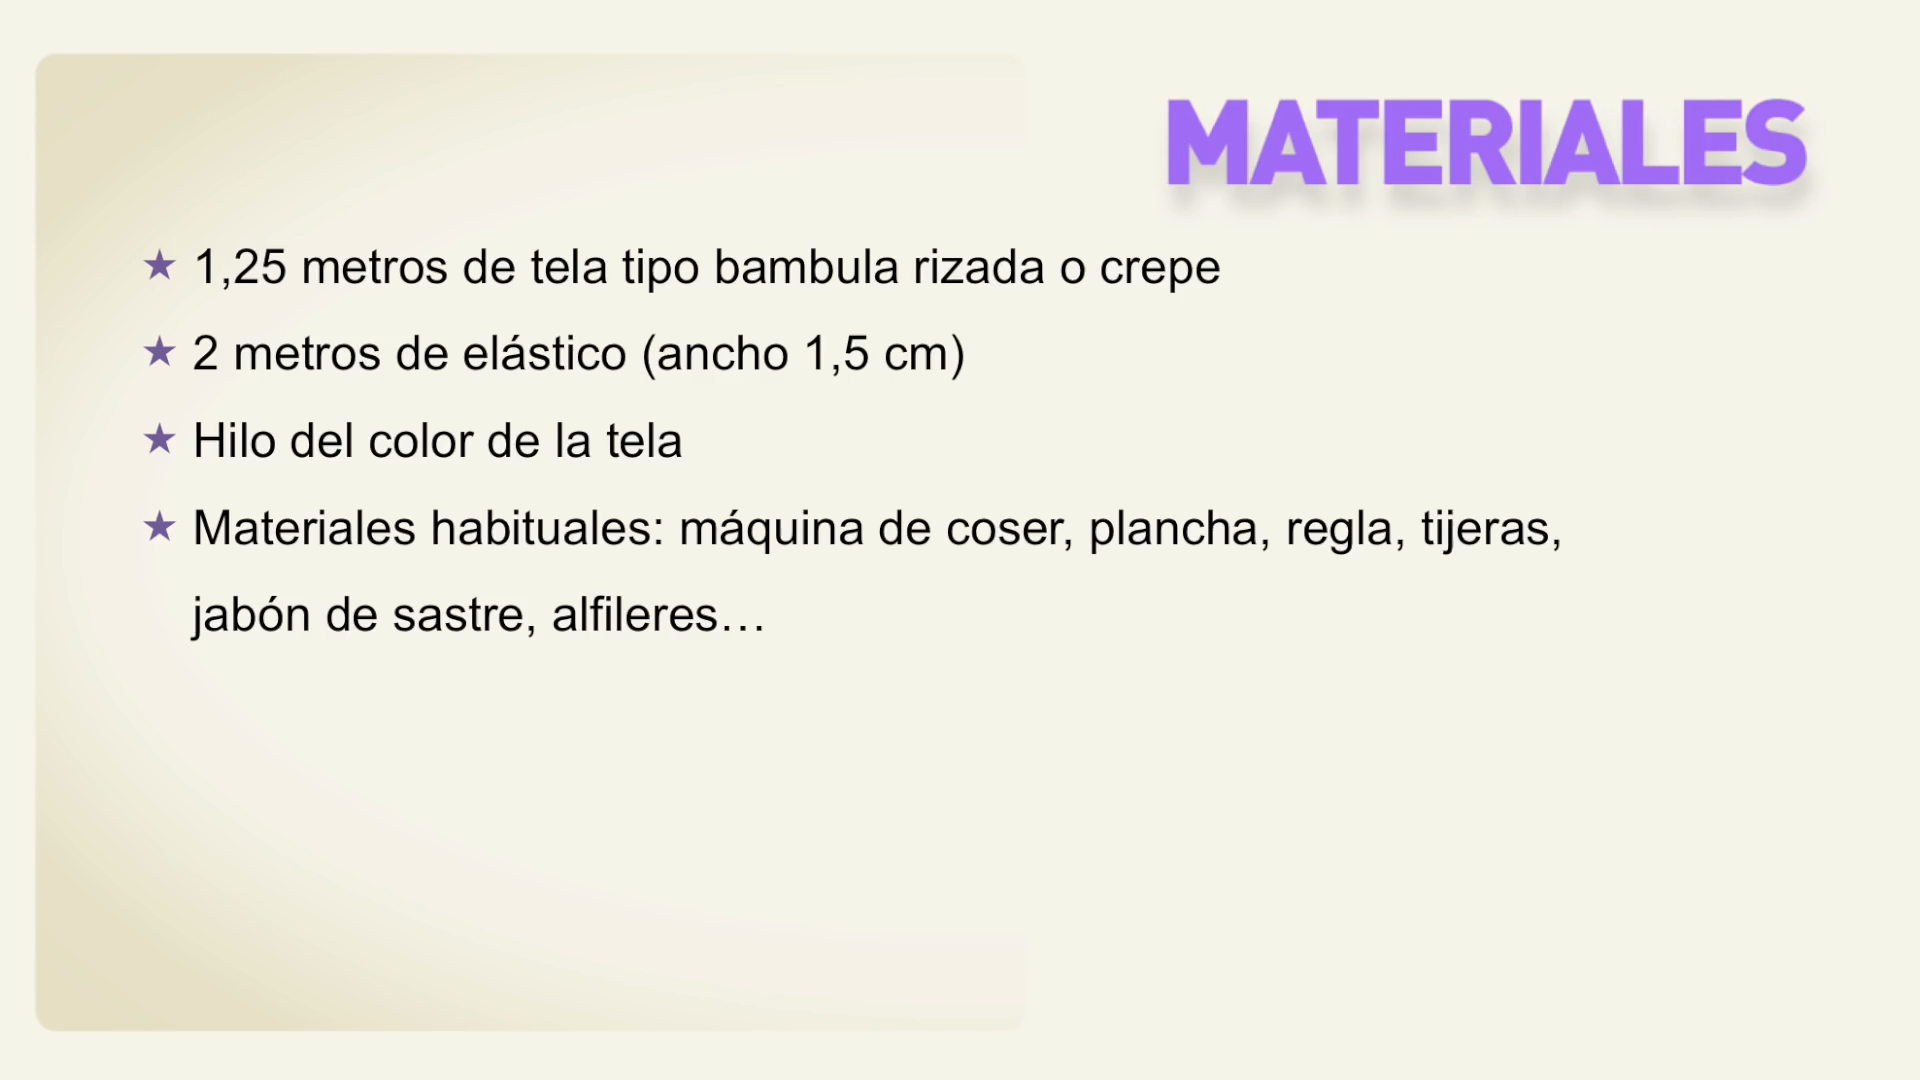 MATERIALES
★ 1,25 metros de tela tipo bambula rizada o crepe
★ 2 metros de elástico (ancho 1,5 cm)
★ Hilo del color de la tela
★ Materiales habituales: máquina de coser, plancha, regla, tijeras,
jabón de sastre, alfileres…